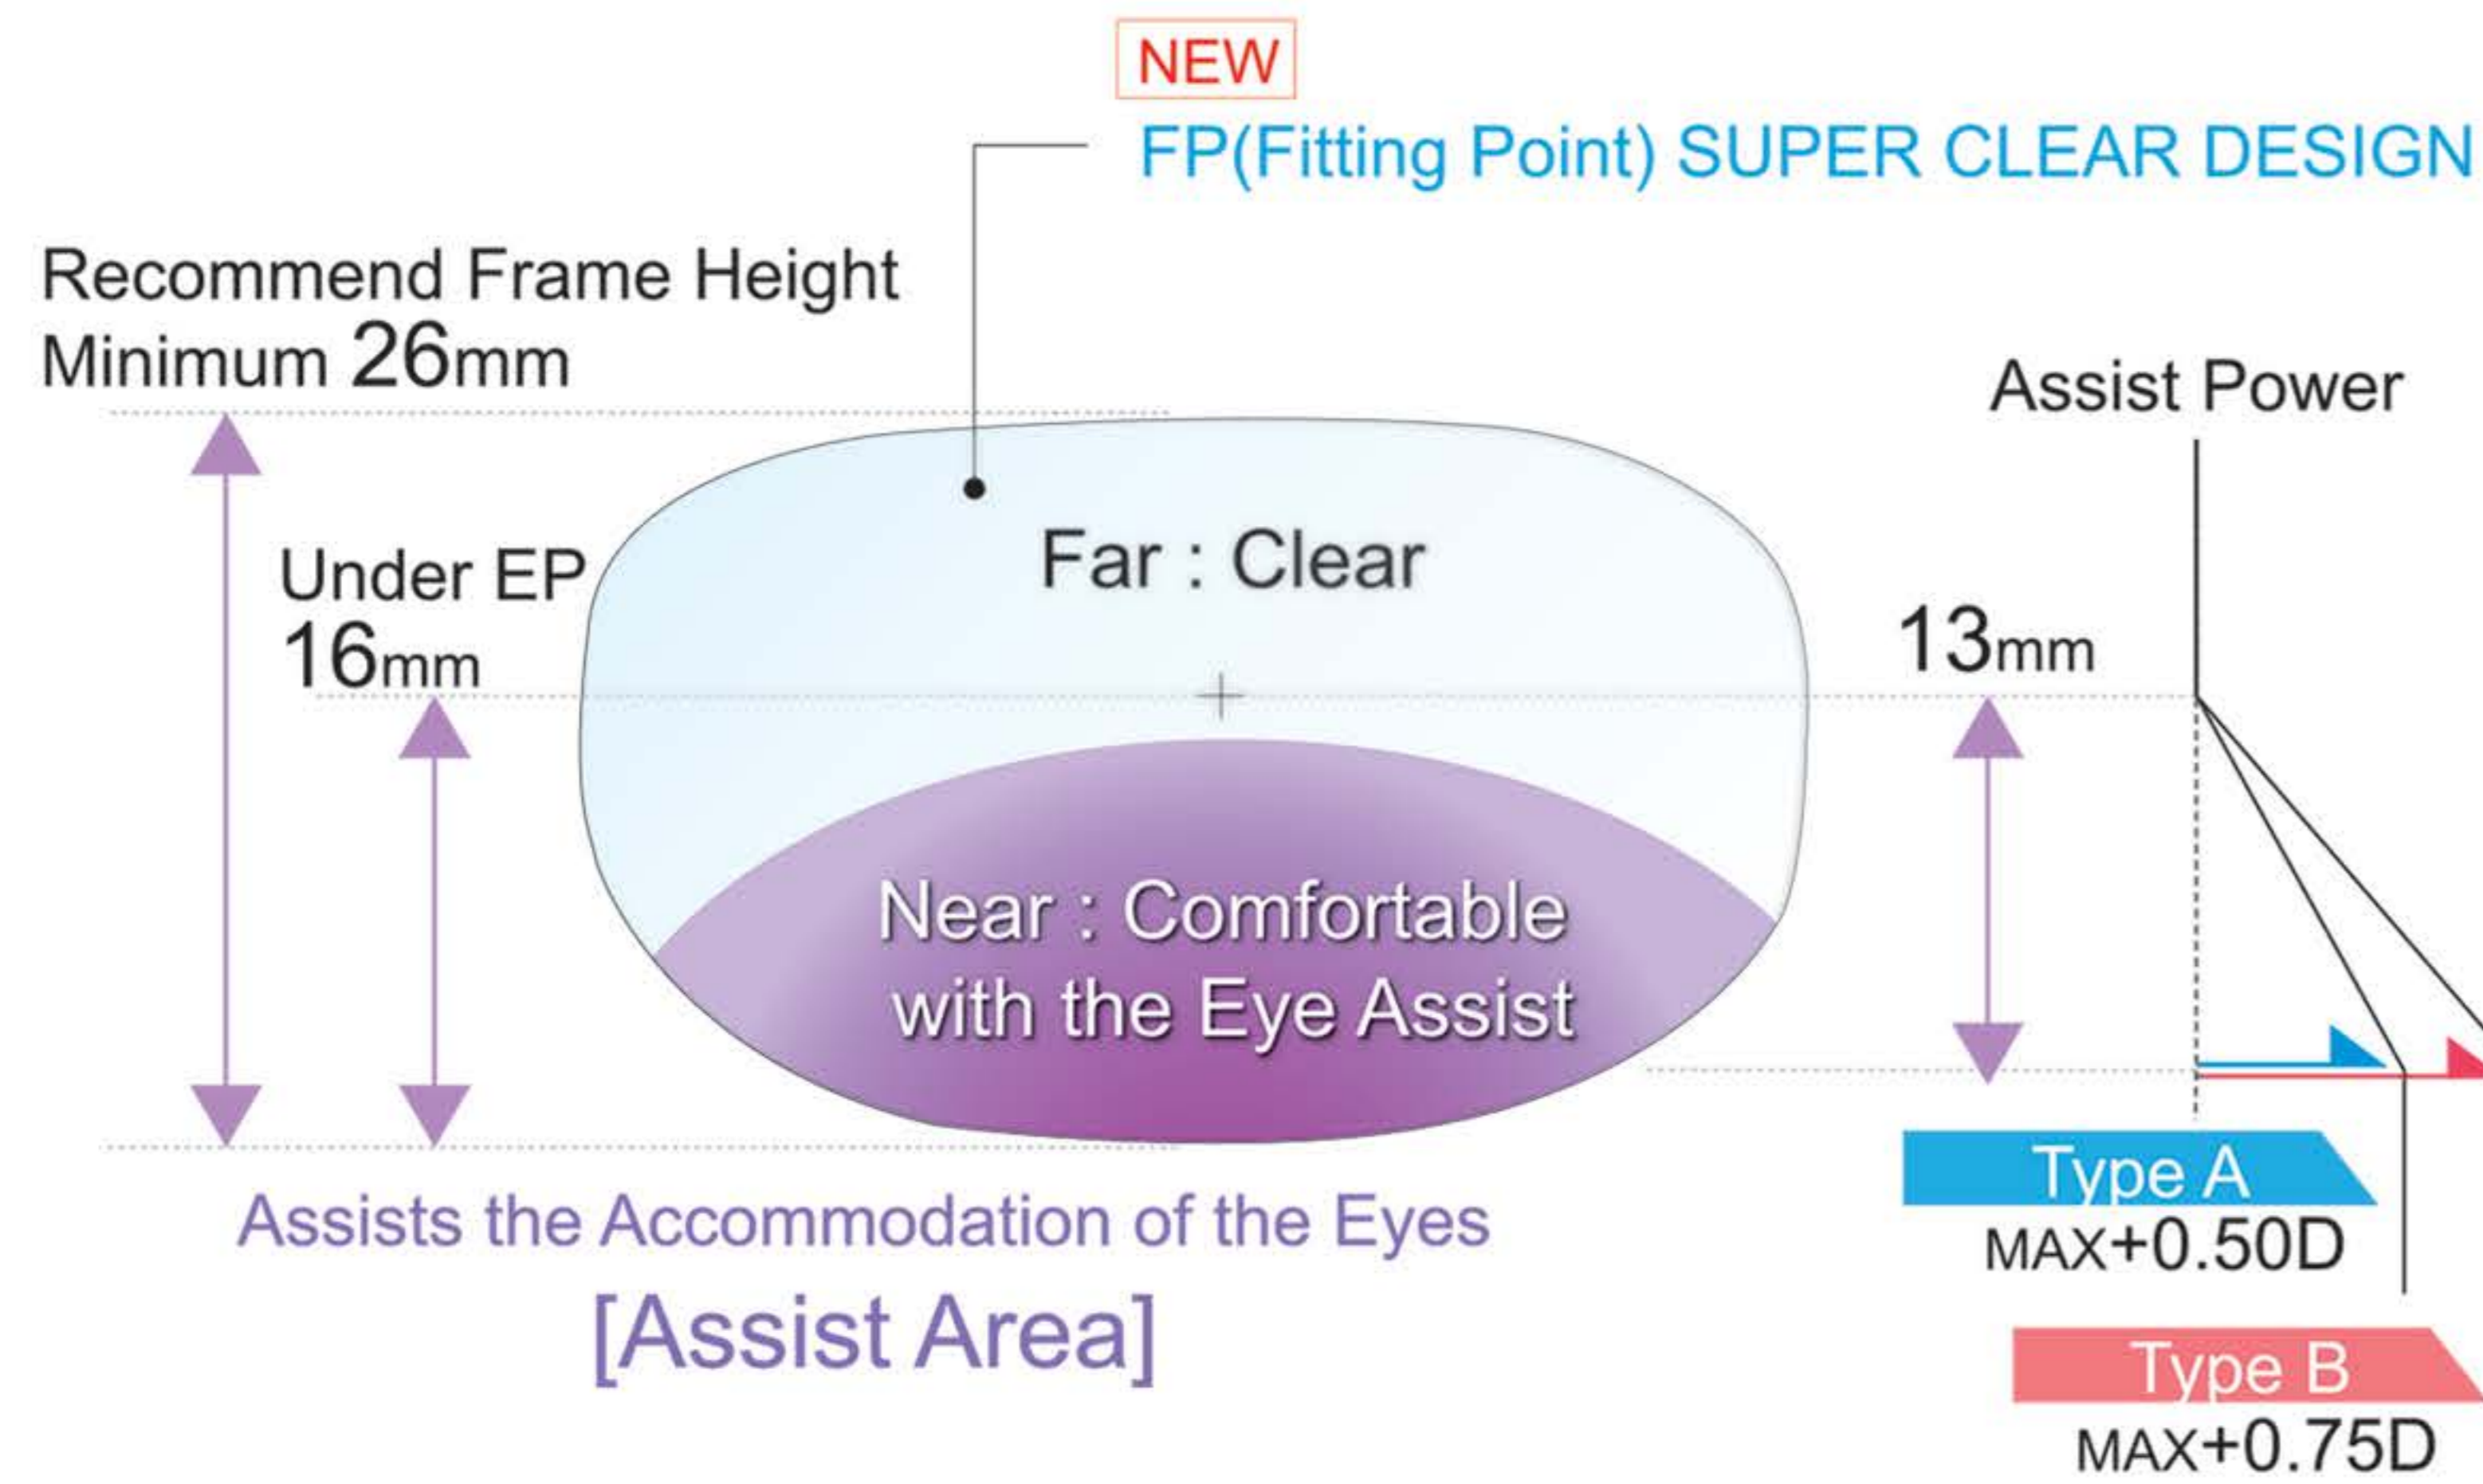 NEW
FP(Fitting Point) SUPER CLEAR DESIGN
Recommend Frame Height
Minimum 26mm
Assist Power
Far : Clear
Under EP
16mm
13mm
Near : Comfortable
with the Eye Assist
Type A
MAX+0.50D
Assists the Accommodation of the Eyes
[Assist Area]
Type B
MAX+0.75D